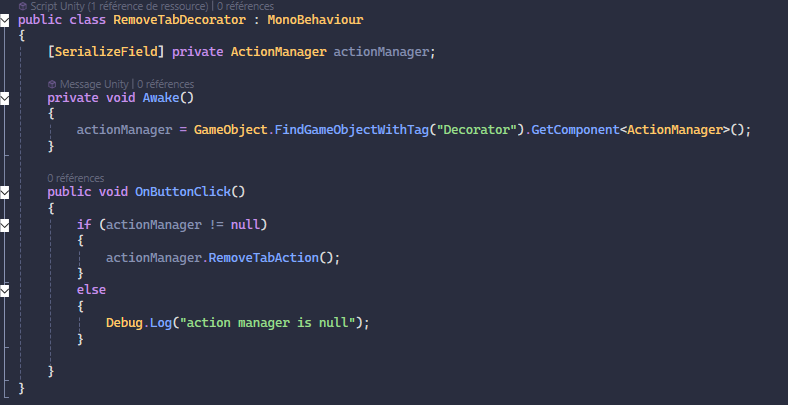 Script Unity (1 référence de ressource) | 0 références
public class RemoveTabDecorator : MonoBehaviour
{
    [SerializeField] private ActionManager actionManager;

    Message Unity | 0 références
    private void Awake()
    {
        actionManager = GameObject.FindGameObjectWithTag("Decorator").GetComponent<ActionManager>();
    }

    0 références
    public void OnButtonClick()
    {
        if (actionManager != null)
        {
            actionManager.RemoveTabAction();
        }
        else
        {
            Debug.Log("action manager is null");
        }

    }
}